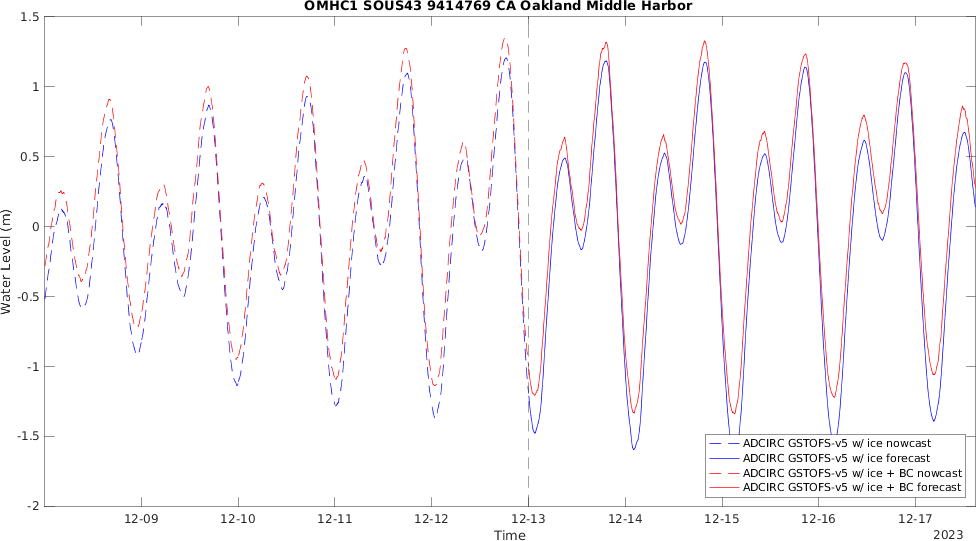 OMHC1 SOUS43 9414769 CA Oakland Middle Harbor
1.5
1
0.5
0
-0.5
-1
-1.5
-2
Water Level (m)
ADCIRC GSTOFS-v5 w/ ice nowcast
ADCIRC GSTOFS-v5 w/ ice forecast
ADCIRC GSTOFS-v5 w/ ice + BC nowcast
ADCIRC GSTOFS-v5 w/ ice + BC forecast
12-09 12-10 12-11 12-12 12-13 12-14 12-15 12-16 12-17
Time
2023